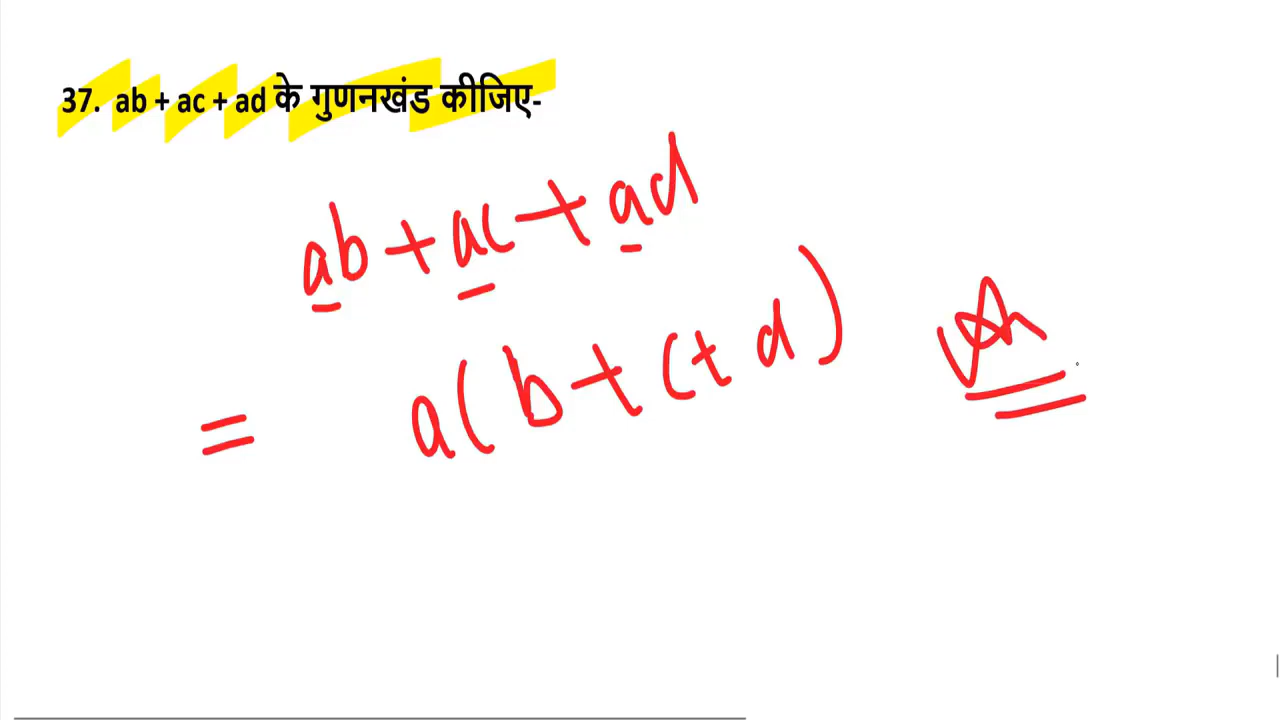 37. ab + ac + ad के गुणनखंड कीजिए-
ab + ac + ad
= a(b + c + d)